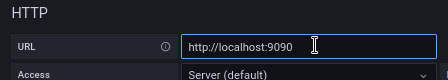 HTTP
URL http://localhost:9090
Access Server (default)